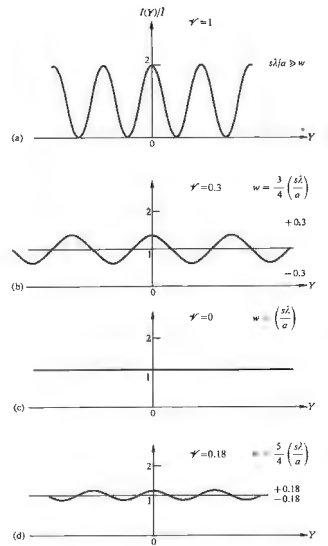 I(Y)/Ī
𝒱 = 1
2
sλ/a ⩾ w
(a)
0
Y
𝒱 = 0.3 w = 3/4 (sλ/a)
2
+0.3
1
−0.3
(b)
0
Y
𝒱 = 0 w = (sλ/a)
2
1
(c)
0
Y
𝒱 = 0.18 5/4 (sλ/a)
2
+0.18
1
−0.18
(d)
0
Y